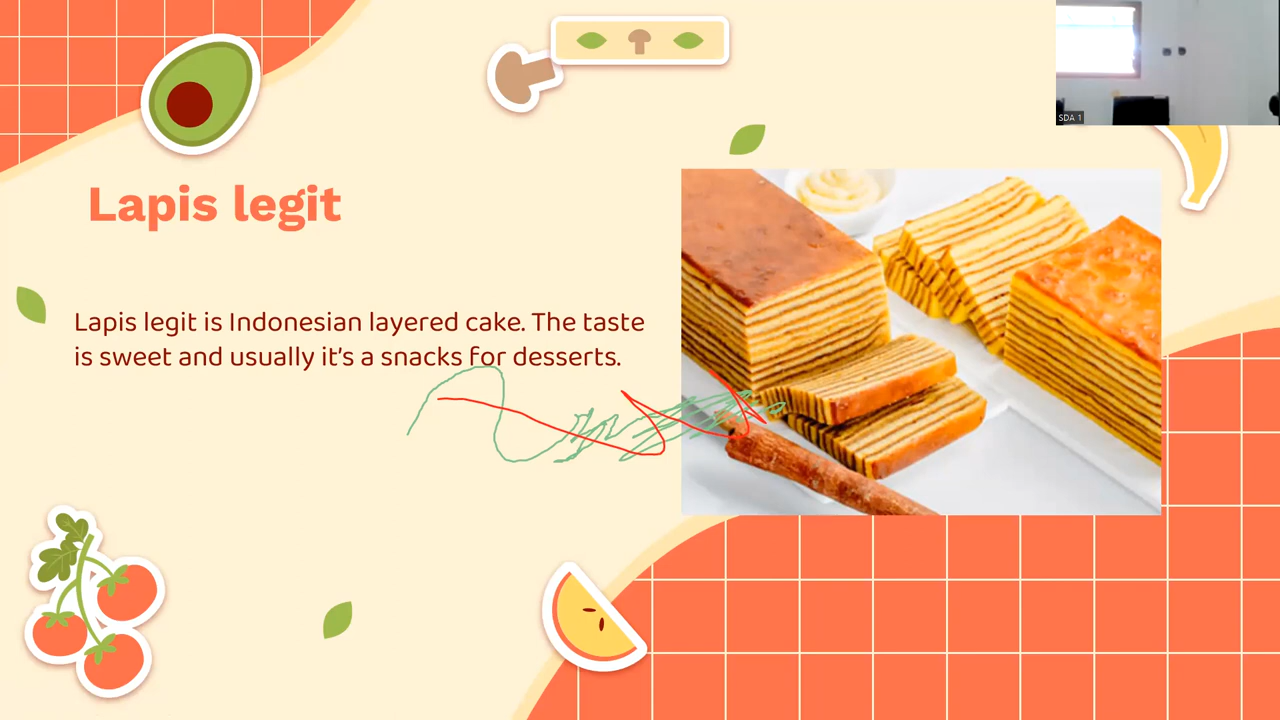 SDA 1
Lapis legit
Lapis legit is Indonesian layered cake. The taste
is sweet and usually it's a snacks for desserts.